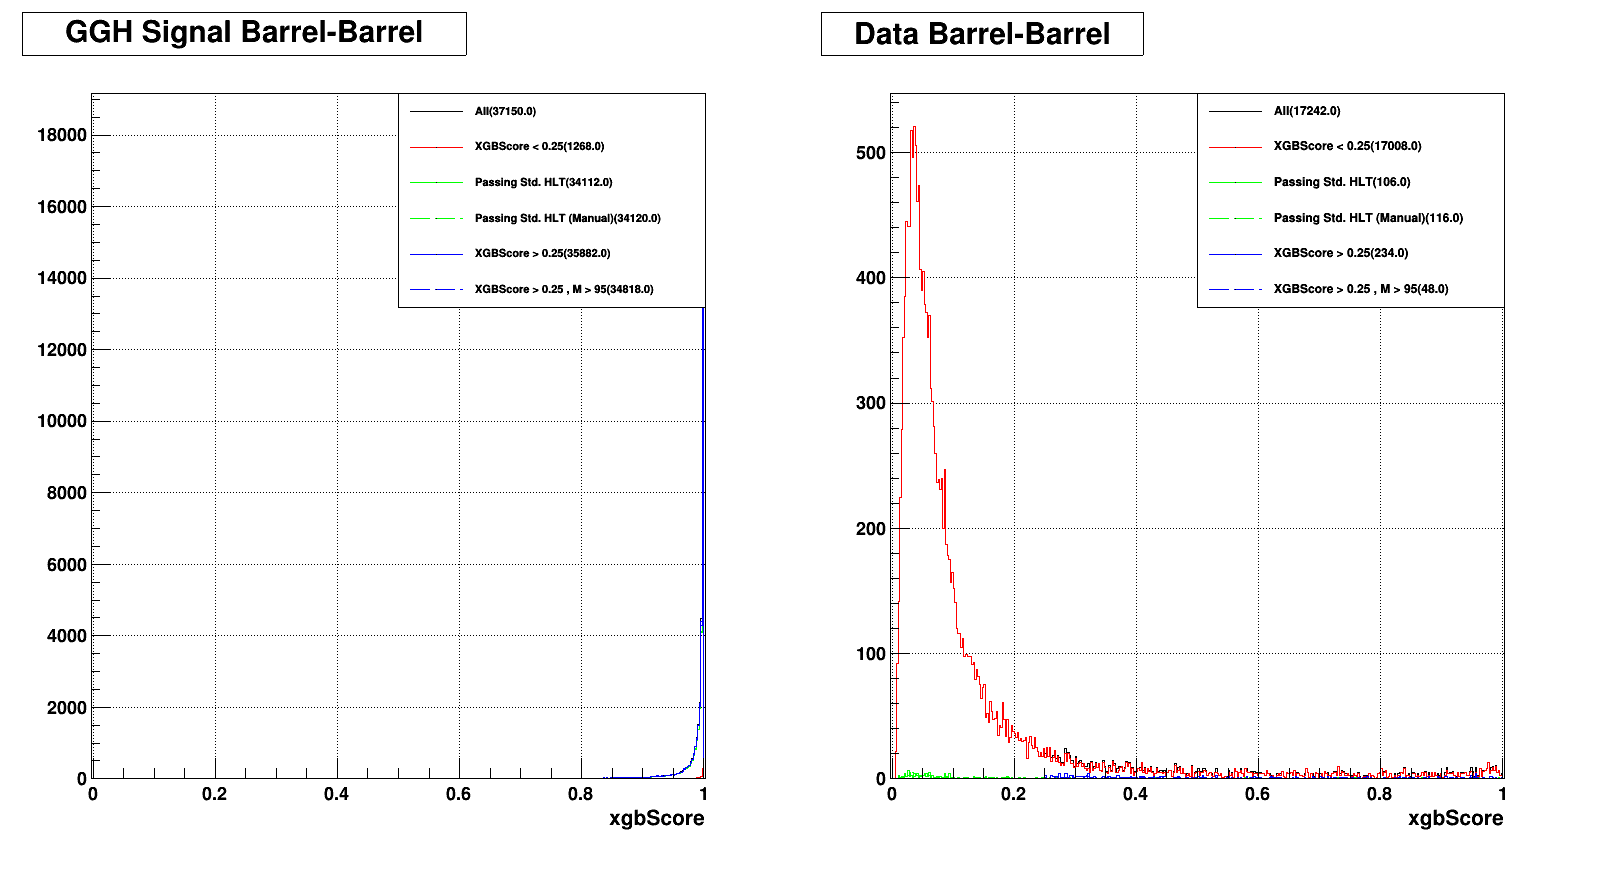 GGH Signal Barrel-Barrel
All(37150.0)
XGBScore < 0.25(1268.0)
Passing Std. HLT(34112.0)
Passing Std. HLT (Manual)(34120.0)
XGBScore > 0.25(35882.0)
XGBScore > 0.25 , M > 95(34818.0)
18000
16000
14000
12000
10000
8000
6000
4000
2000
0
0 0.2 0.4 0.6 0.8 1
xgbScore
Data Barrel-Barrel
All(17242.0)
XGBScore < 0.25(17008.0)
Passing Std. HLT(106.0)
Passing Std. HLT (Manual)(116.0)
XGBScore > 0.25(234.0)
XGBScore > 0.25 , M > 95(48.0)
500
400
300
200
100
0
0 0.2 0.4 0.6 0.8 1
xgbScore